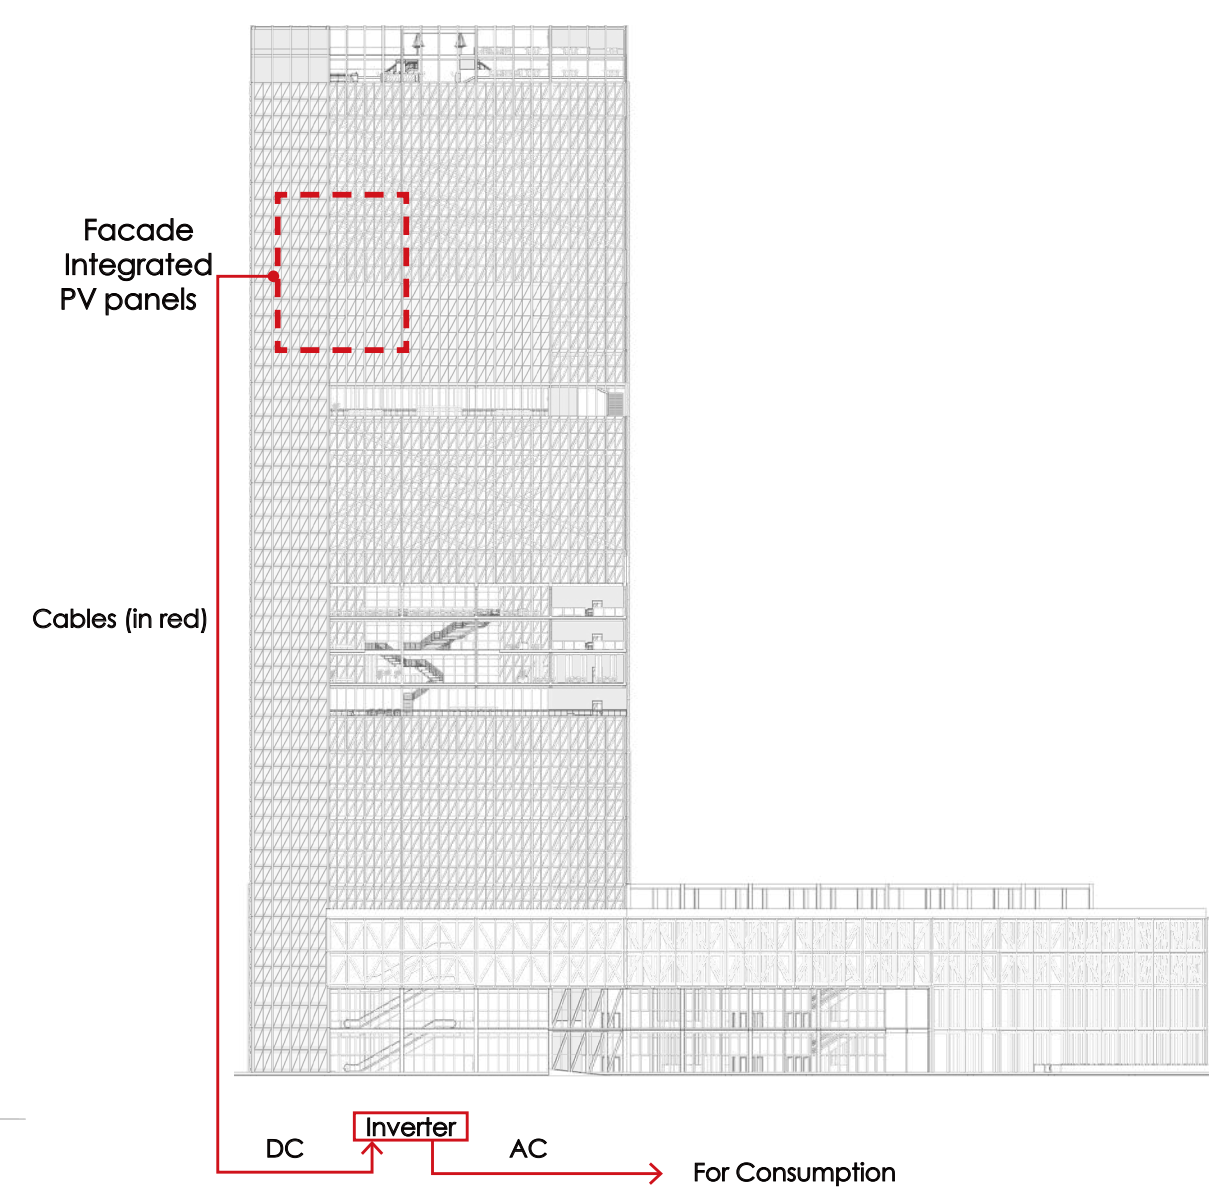 Facade
Integrated
PV panels
Cables (in red)
Inverter
DC
AC
For Consumption